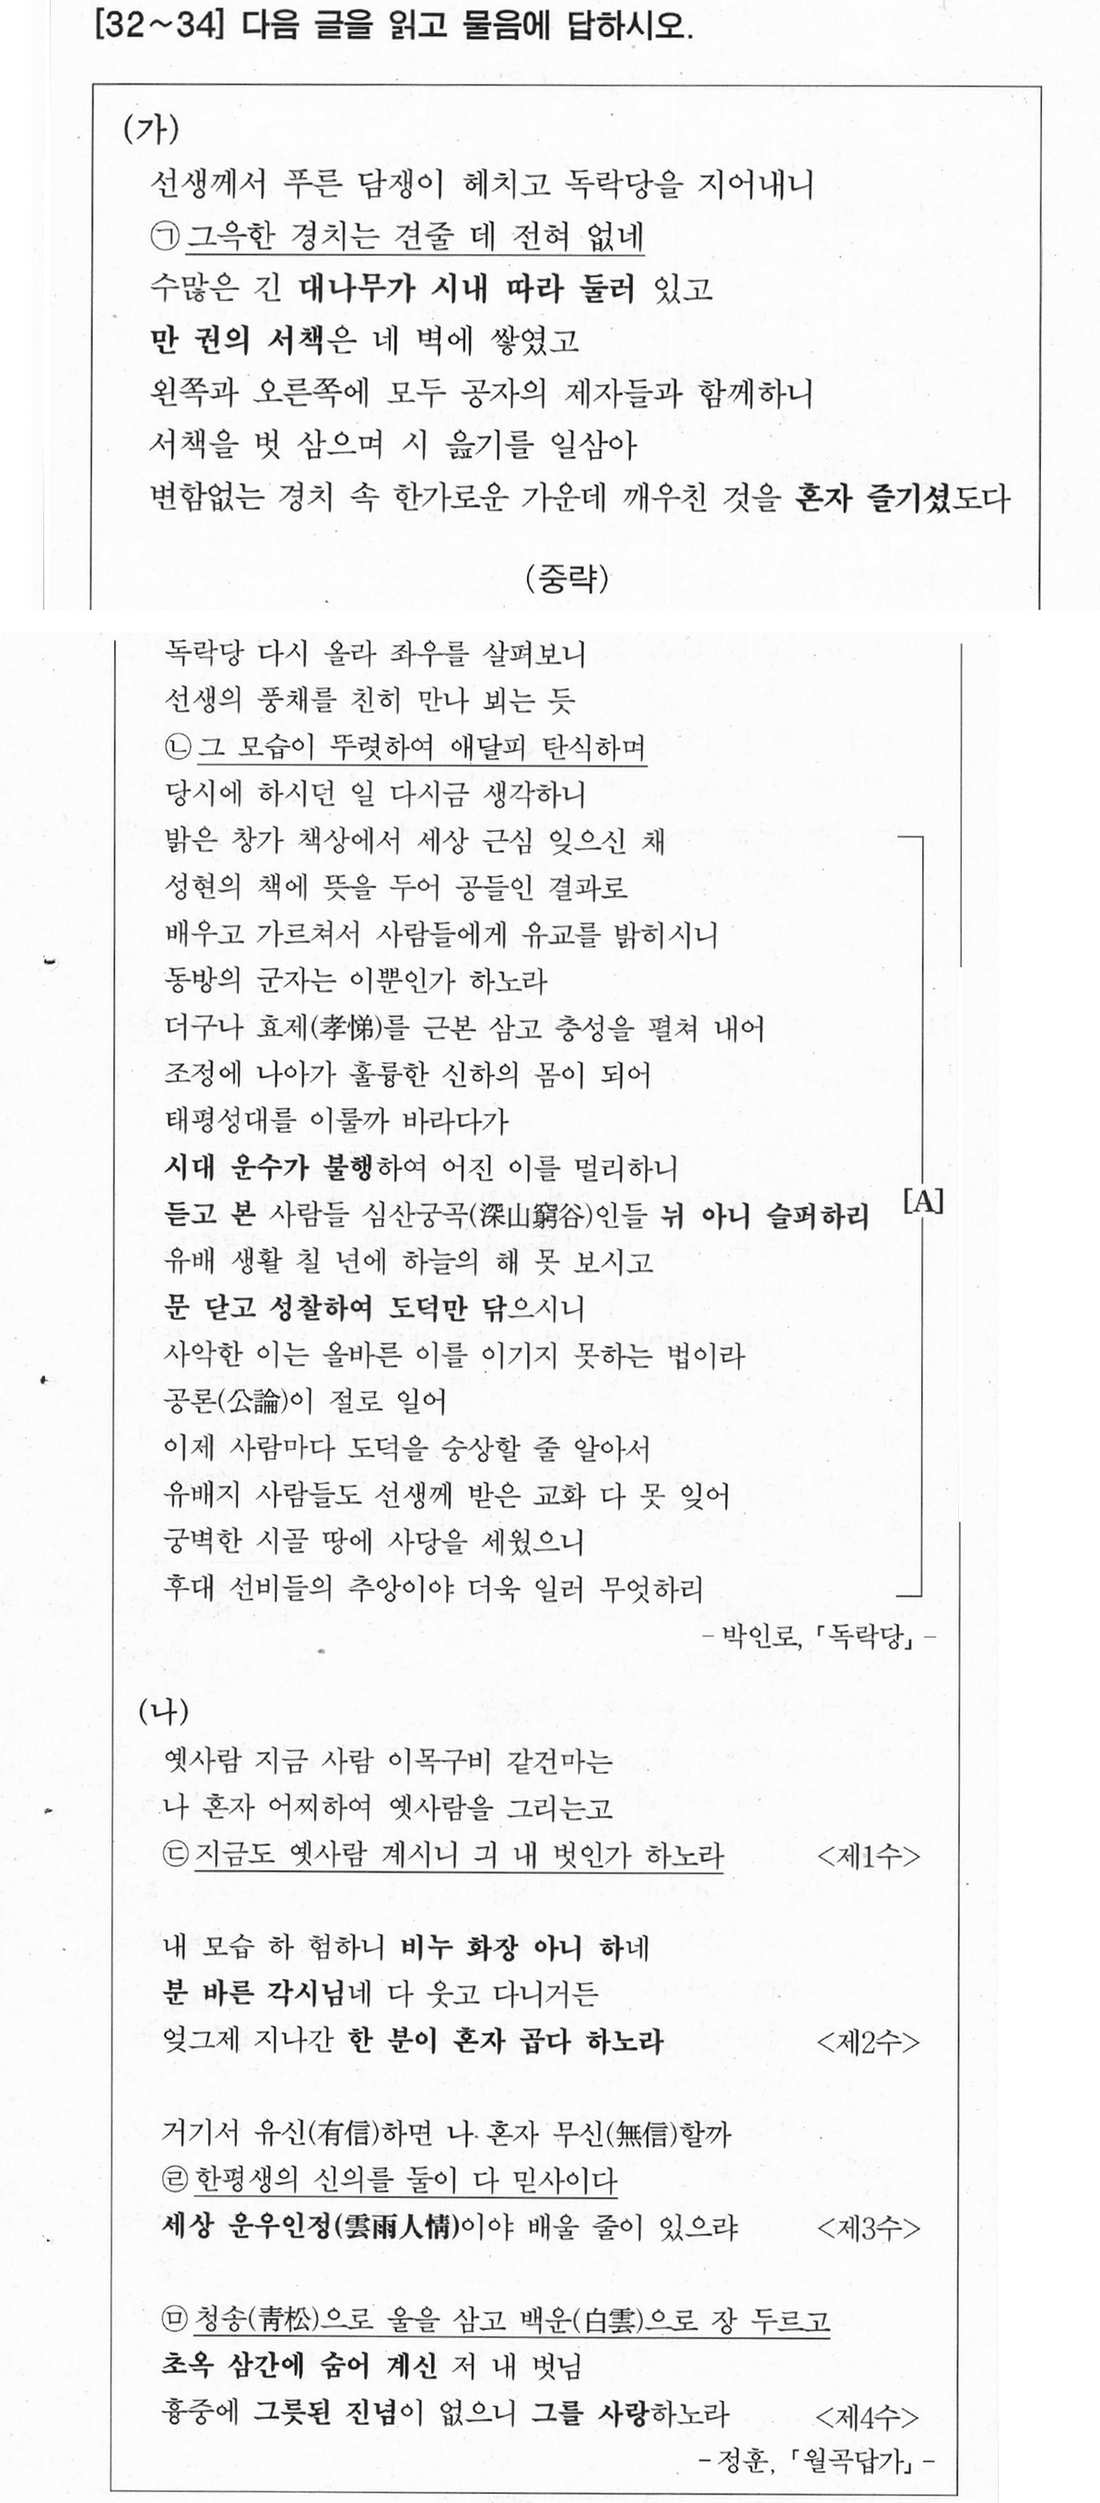 [32～34] 다음 글을 읽고 물음에 답하시오.
(가)
선생께서 푸른 담쟁이 헤치고 독락당을 지어내니
㉠그윽한 경치는 견줄 데 전혀 없네
수많은 긴 대나무가 시내 따라 둘러 있고
만 권의 서책은 네 벽에 쌓였고
왼쪽과 오른쪽에 모두 공자의 제자들과 함께하니
서책을 벗 삼으며 시 읊기를 일삼아
변함없는 경치 속 한가로운 가운데 깨우친 것을 혼자 즐기셨도다
(중략)
독락당 다시 올라 좌우를 살펴보니
선생의 풍채를 친히 만나 뵈는 듯
㉡그 모습이 뚜렷하여 애달피 탄식하며
당시에 하시던 일 다시금 생각하니
밝은 창가 책상에서 세상 근심 잊으신 채
성현의 책에 뜻을 두어 공들인 결과로
배우고 가르쳐서 사람들에게 유교를 밝히시니
동방의 군자는 이뿐인가 하노라
더구나 효제(孝悌)를 근본 삼고 충성을 펼쳐 내어
조정에 나아가 훌륭한 신하의 몸이 되어
태평성대를 이룰까 바라다가
시대 운수가 불행하여 어진 이를 멀리하니
듣고 본 사람들 심산궁곡(深山窮谷)인들 뉘 아니 슬퍼하리
[A]
유배 생활 칠 년에 하늘의 해 못 보시고
문 닫고 성찰하여 도덕만 닦으시니
사악한 이는 올바른 이를 이기지 못하는 법이라
공론(公論)이 절로 일어
이제 사람마다 도덕을 숭상할 줄 알아서
유배지 사람들도 선생께 받은 교화 다 못 잊어
궁벽한 시골 땅에 사당을 세웠으니
후대 선비들의 추앙이야 더욱 일러 무엇하리
- 박인로, 「독락당」 -
(나)
옛사람 지금 사람 이목구비 같건마는
나 혼자 어찌하여 옛사람을 그리는고
㉢지금도 옛사람 계시니 긔 내 벗인가 하노라 <제1수>
내 모습 하 험하니 비누 화장 아니 하네
분 바른 각시님네 다 웃고 다니거든
엊그제 지나간 한 분이 혼자 곱다 하노라 <제2수>
거기서 유신(有信)하면 나 혼자 무신(無信)할까
㉣한평생의 신의를 둘이 다 믿사이다
세상 운우인정(雲雨人情)이야 배울 줄이 있으랴 <제3수>
㉤청송(靑松)으로 울을 삼고 백운(白雲)으로 장 두르고
초옥 삼간에 숨어 계신 저 내 벗님
흉중에 그릇된 진념이 없으니 그를 사랑하노라 <제4수>
- 정훈, 「월곡답가」 -